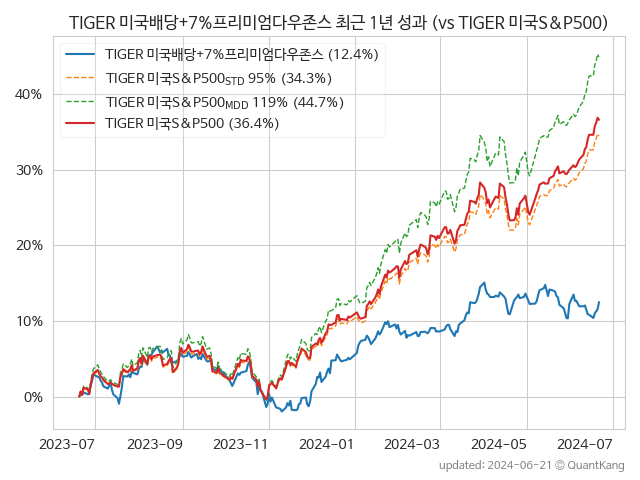 TIGER 미국배당+7%프리미엄다우존스 최근 1년 성과 (vs TIGER 미국S&P500)
TIGER 미국배당+7%프리미엄다우존스 (12.4%)
TIGER 미국S&P500STD 95% (34.3%)
TIGER 미국S&P500MDD 119% (44.7%)
TIGER 미국S&P500 (36.4%)
40%
30%
20%
10%
0%
2023-07 2023-09 2023-11 2024-01 2024-03 2024-05 2024-07
updated: 2024-06-21 © QuantKang